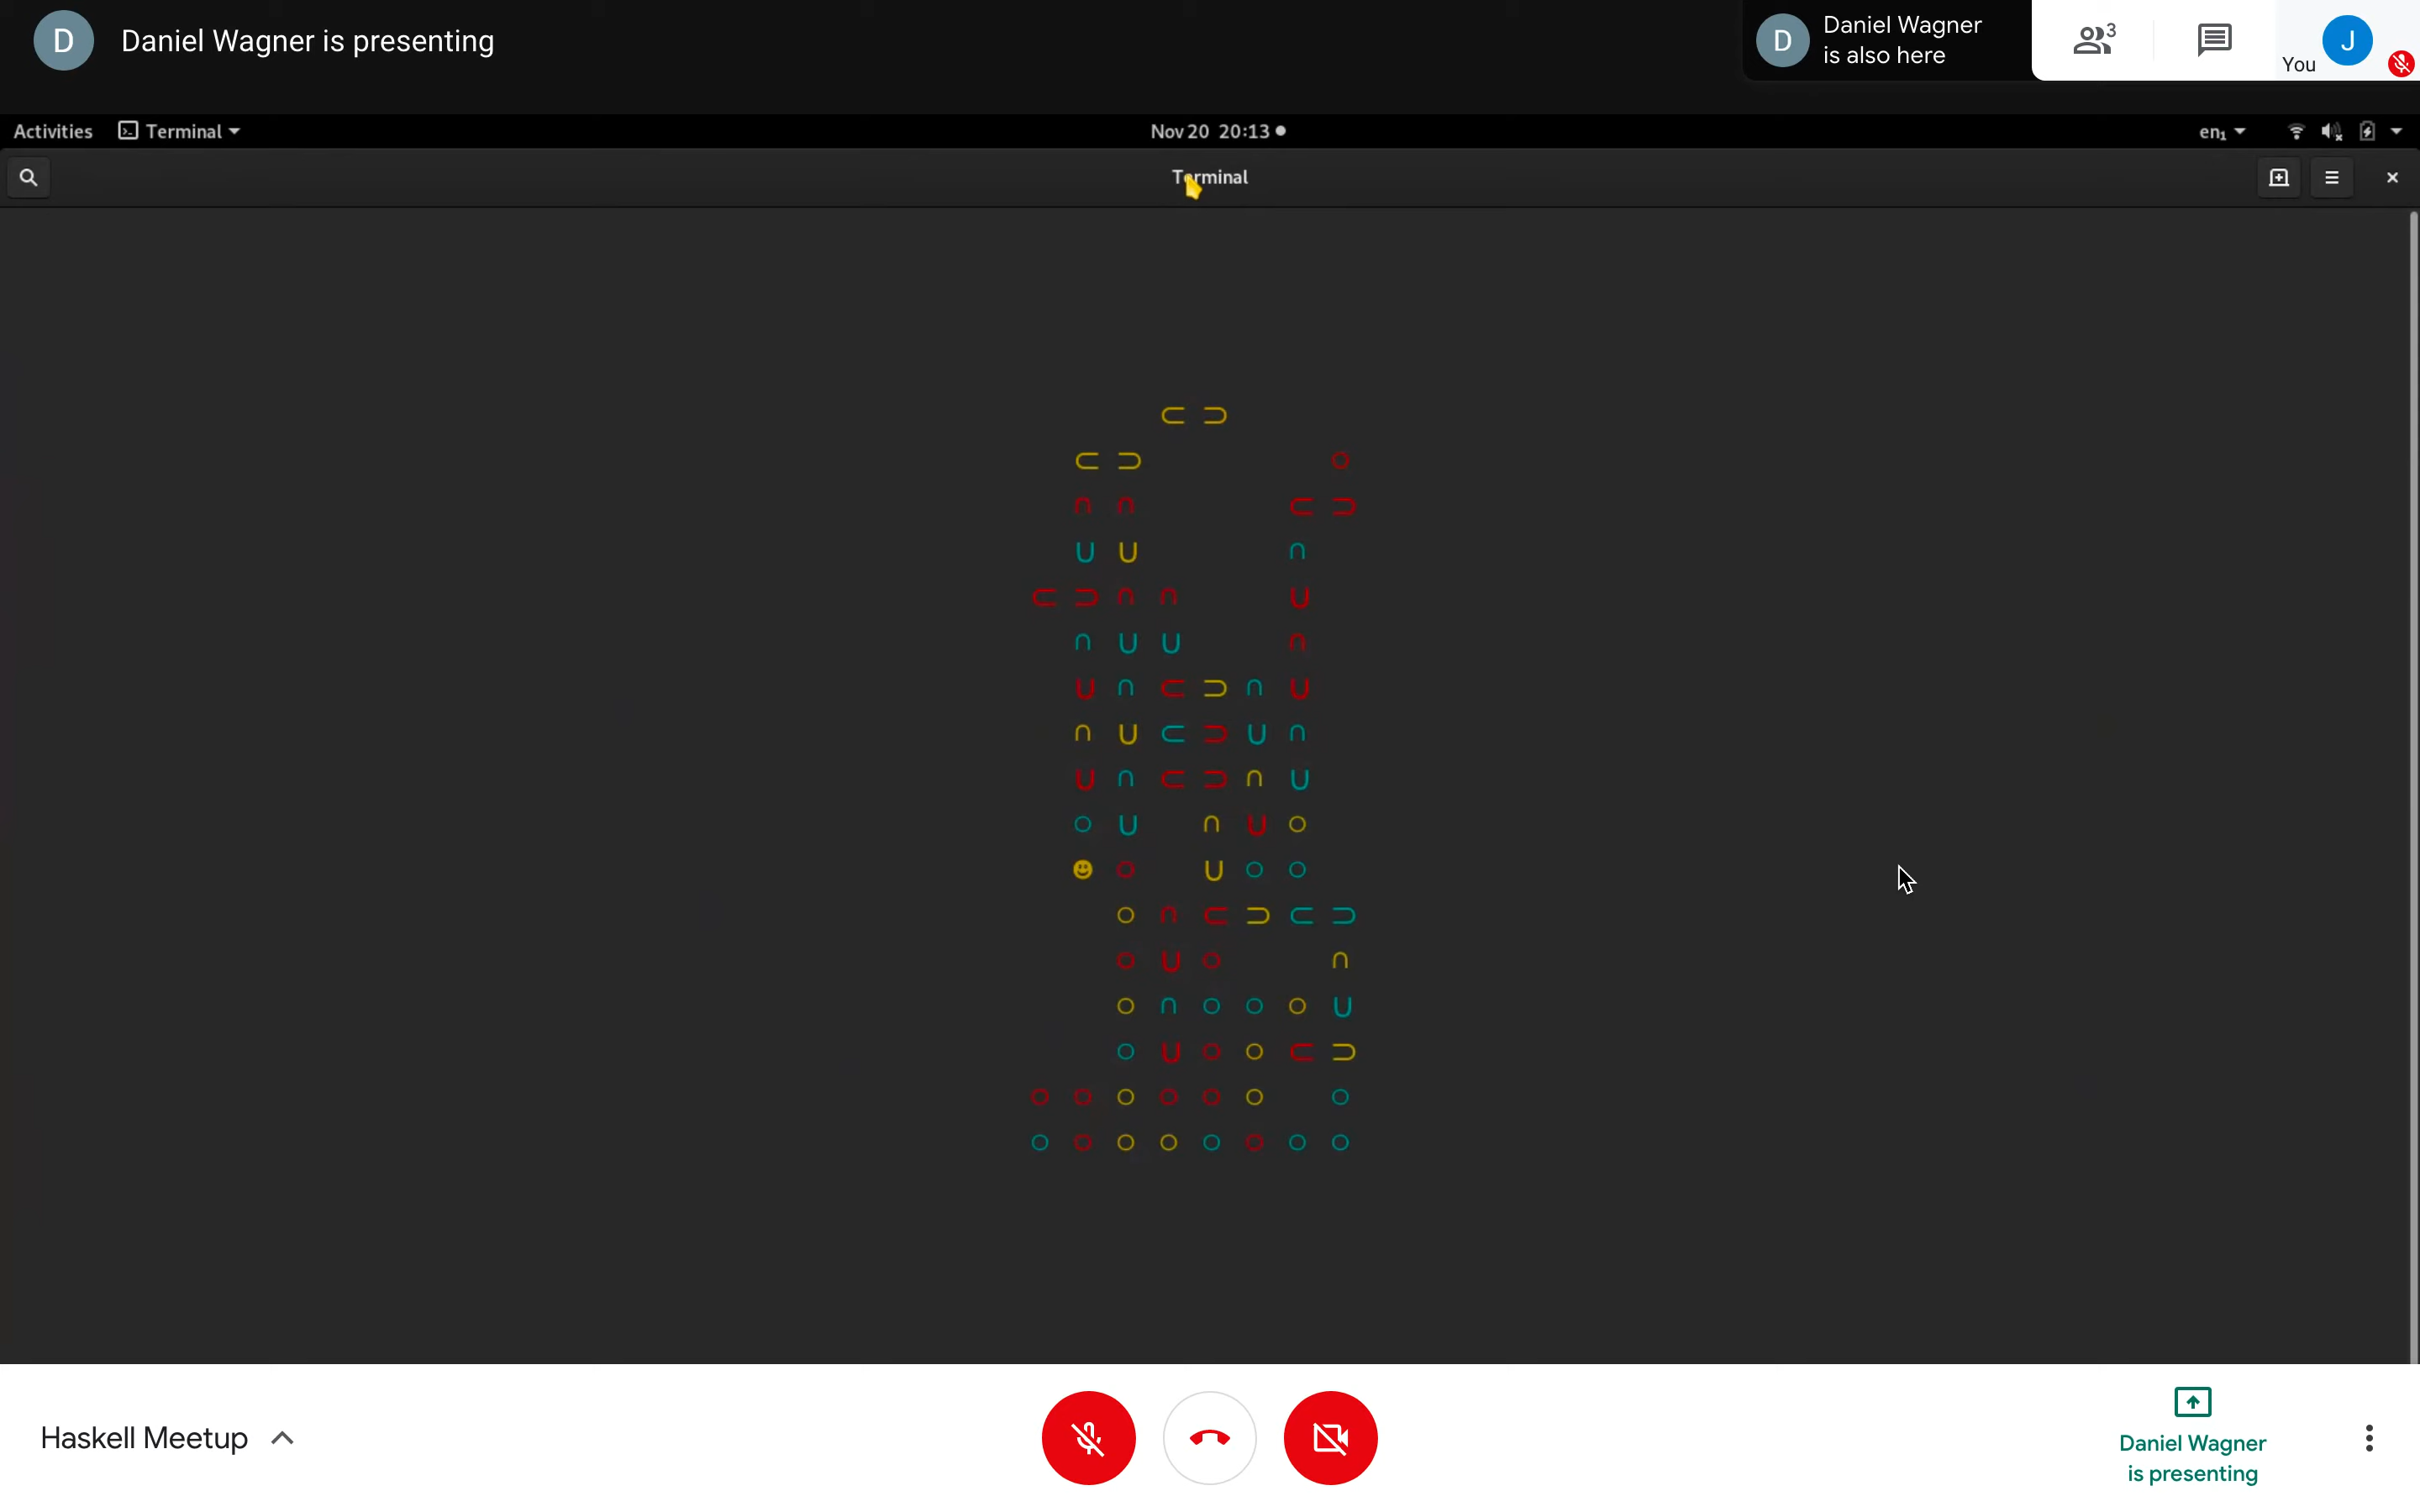 D Daniel Wagner is presenting
D Daniel Wagner
is also here
3
You J
Activities Terminal Nov 20 20:13 en₁
Terminal
⊂ ⊃
⊂ ⊃ ○
∩ ∩ ⊂ ⊃
∪ ∪ ∩
⊂ ⊃ ∩ ∩ ∪
∩ ∪ ∪ ∩
∪ ∩ ⊂ ⊃ ∩ ∪
∩ ∪ ⊂ ⊃ ∪ ∩
∪ ∩ ⊂ ⊃ ∩ ∪
○ ∪ ∩ ∪ ○
☻ ○ ∪ ○ ○
○ ∩ ⊂ ⊃ ⊂ ⊃
○ ∪ ○ ∩
○ ∩ ○ ○ ○ ∪
○ ∪ ○ ○ ⊂ ⊃
○ ○ ○ ○ ○ ○ ○
○ ○ ○ ○ ○ ○ ○ ○
Haskell Meetup
Daniel Wagner
is presenting